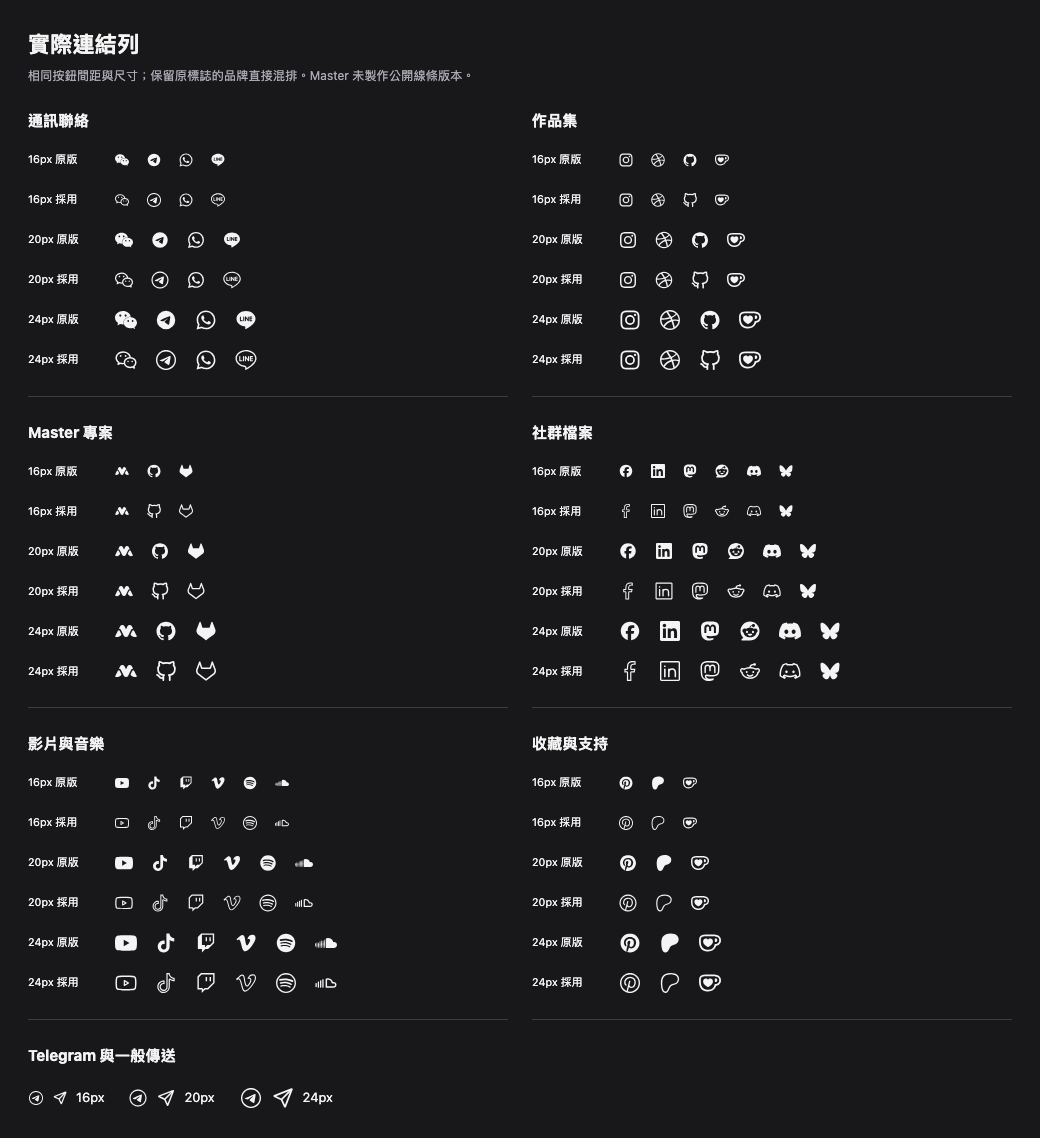 實際連結列
相同按鈕間距與尺寸；保留原標誌的品牌直接混排。Master 未製作公開線條版本。
通訊聯絡
16px 原版
16px 採用
20px 原版
20px 採用
24px 原版
24px 採用
作品集
16px 原版
16px 採用
20px 原版
20px 採用
24px 原版
24px 採用
Master 專案
16px 原版
16px 採用
20px 原版
20px 採用
24px 原版
24px 採用
社群檔案
16px 原版
16px 採用
20px 原版
20px 採用
24px 原版
24px 採用
影片與音樂
16px 原版
16px 採用
20px 原版
20px 採用
24px 原版
24px 採用
收藏與支持
16px 原版
16px 採用
20px 原版
20px 採用
24px 原版
24px 採用
Telegram 與一般傳送
16px 20px 24px